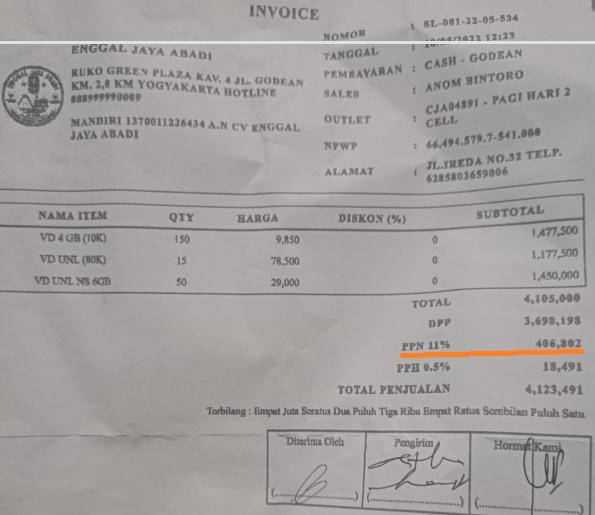 INVOICE
ENGGAL JAYA ABADI
RUKO GREEN PLAZA KAV. 4 JL. GODEAN
KM. 2,8 KM YOGYAKARTA HOTLINE
088999990009
MANDIRI 1370011226434 A.N CV ENGGAL
JAYA ABADI
NOMOR : SL-001-22-05-534
TANGGAL : 10/08/2022 12:23
PEMBAYARAN : CASH - GODEAN
SALES : ANOM BINTORO
OUTLET : CJA04891 - PAGI HARI 2
CELL
NPWP : 66.494.579.7-541.000
ALAMAT : JL.IREDA NO.32 TELP.
6285803659006
NAMA ITEM QTY HARGA DISKON (%) SUBTOTAL
VD 4 GB (10K) 150 9,850 0 1,477,500
VD UNL (80K) 15 78,500 0 1,177,500
VD UNL NS 6GB 50 29,000 0 1,450,000
TOTAL 4,105,000
DPP 3,698,198
PPN 11% 406,802
PPH 0.5% 18,491
TOTAL PENJUALAN 4,123,491
Terbilang : Empat Juta Seratus Dua Puluh Tiga Ribu Empat Ratus Sembilan Puluh Satu
Diterima Oleh Pengirim Hormat Kami
(..................) (..................) (..................)